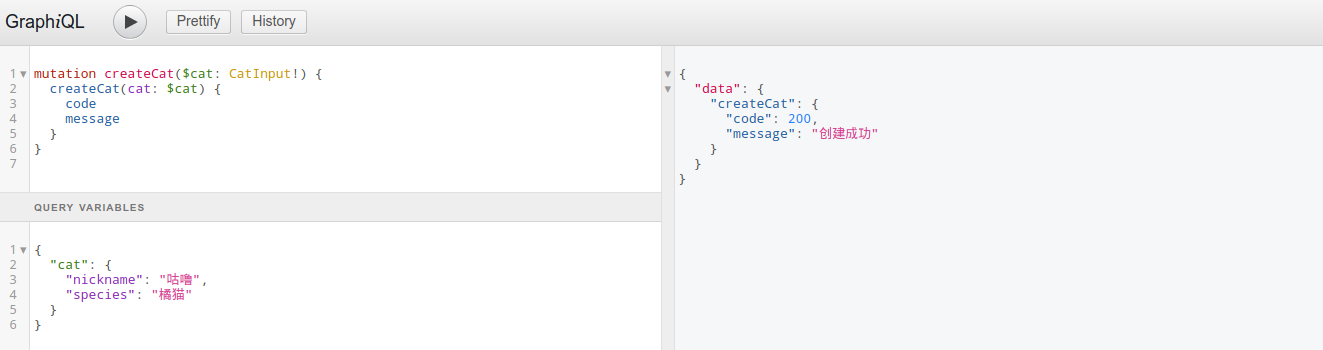 GraphiQL Prettify History
1 mutation createCat($cat: CatInput!) {
2 createCat(cat: $cat) {
3 code
4 message
5 }
6 }
7
{
"data": {
"createCat": {
"code": 200,
"message": "创建成功"
}
}
}
QUERY VARIABLES
1 {
2 "cat": {
3 "nickname": "咕噜",
4 "species": "橘猫"
5 }
6 }